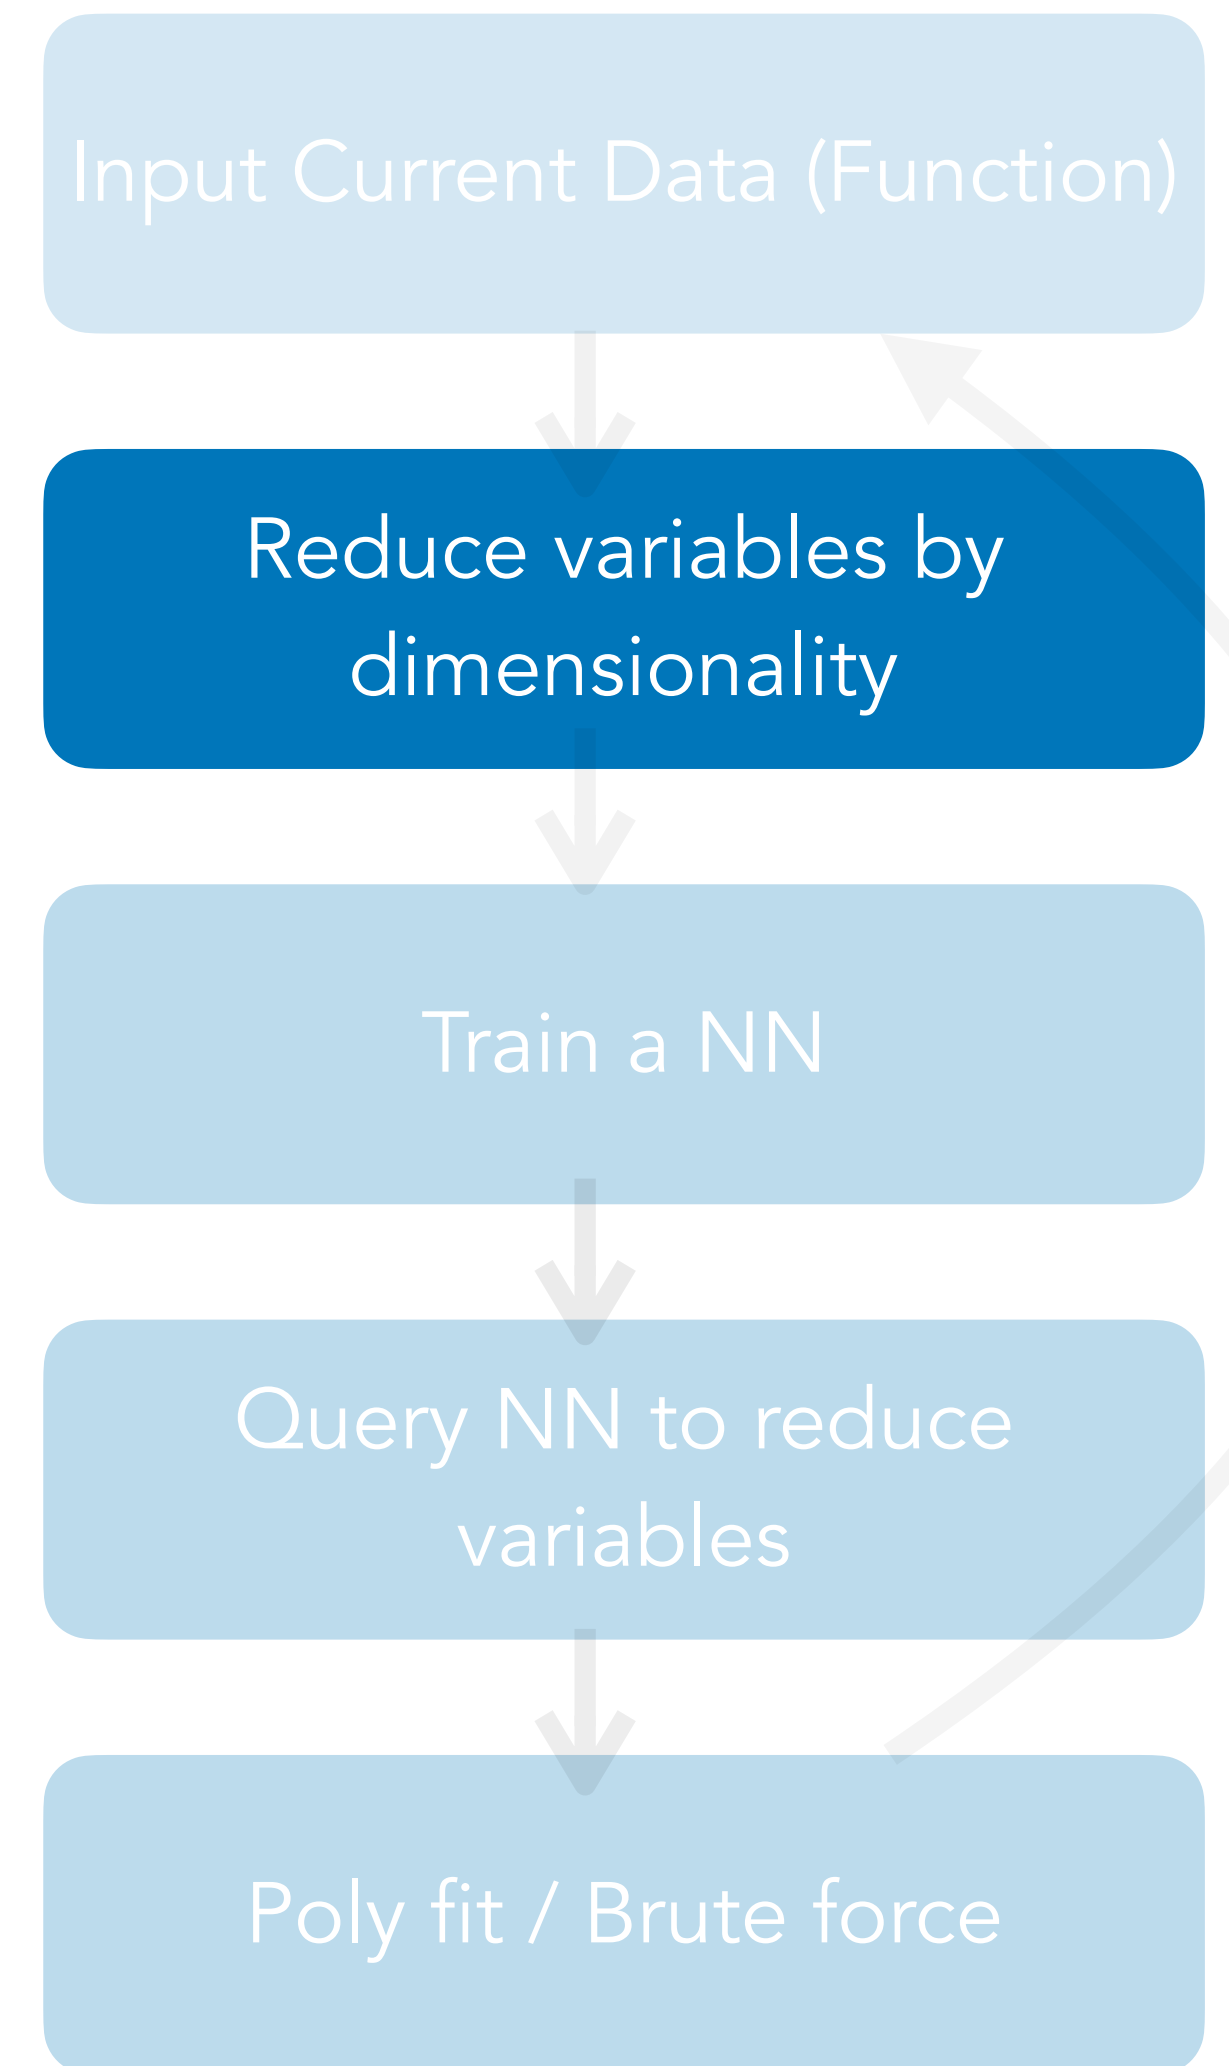 Input Current Data (Function)
Reduce variables by
dimensionality
Train a NN
Query NN to reduce
variables
Poly fit / Brute force